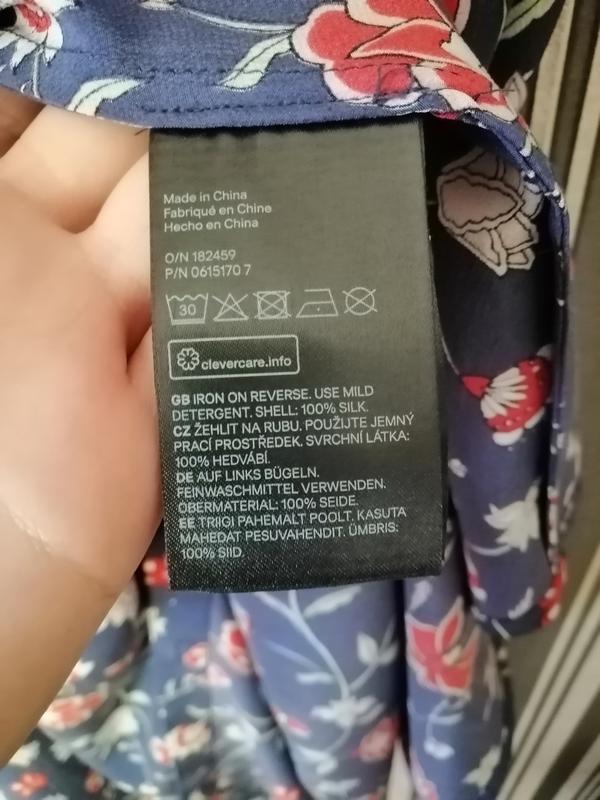 Made in China
Fabriqué en Chine
Hecho en China
O/N 182459
P/N 0615170 7
30
clevercare.info
GB IRON ON REVERSE. USE MILD
DETERGENT. SHELL: 100% SILK.
CZ ŽEHLIT NA RUBU. POUŽIJTE JEMNÝ
PRACÍ PROSTŘEDEK. SVRCHNÍ LÁTKA:
100% HEDVÁBÍ.
DE AUF LINKS BÜGELN.
FEINWASCHMITTEL VERWENDEN.
OBERMATERIAL: 100% SEIDE.
EE TRIIGI PAHEMALT POOLT. KASUTA
MAHEDAT PESUVAHENDIT. ÜMBRIS:
100% SIID.